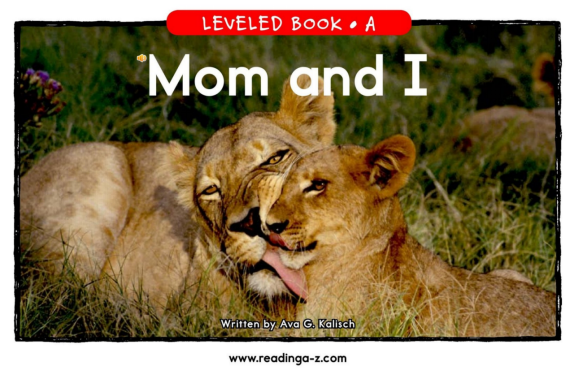 LEVELED BOOK • A
Mom and I
Written by Ava G. Kalisch
www.readinga-z.com